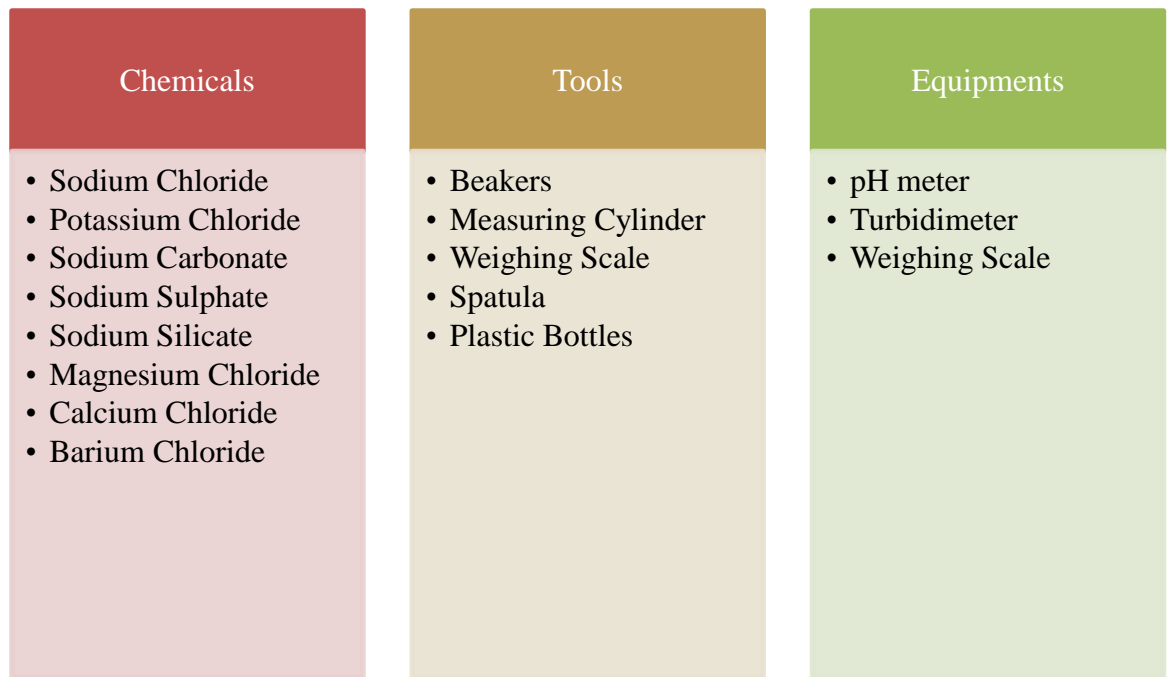 Chemicals
• Sodium Chloride
• Potassium Chloride
• Sodium Carbonate
• Sodium Sulphate
• Sodium Silicate
• Magnesium Chloride
• Calcium Chloride
• Barium Chloride
Tools
• Beakers
• Measuring Cylinder
• Weighing Scale
• Spatula
• Plastic Bottles
Equipments
• pH meter
• Turbidimeter
• Weighing Scale